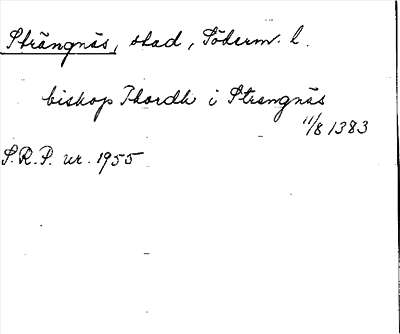 Strängnäs, stad, Söderm. l.
biskop Thordh i Strengnäs
11/8 1383
S.R.P. nr. 1955